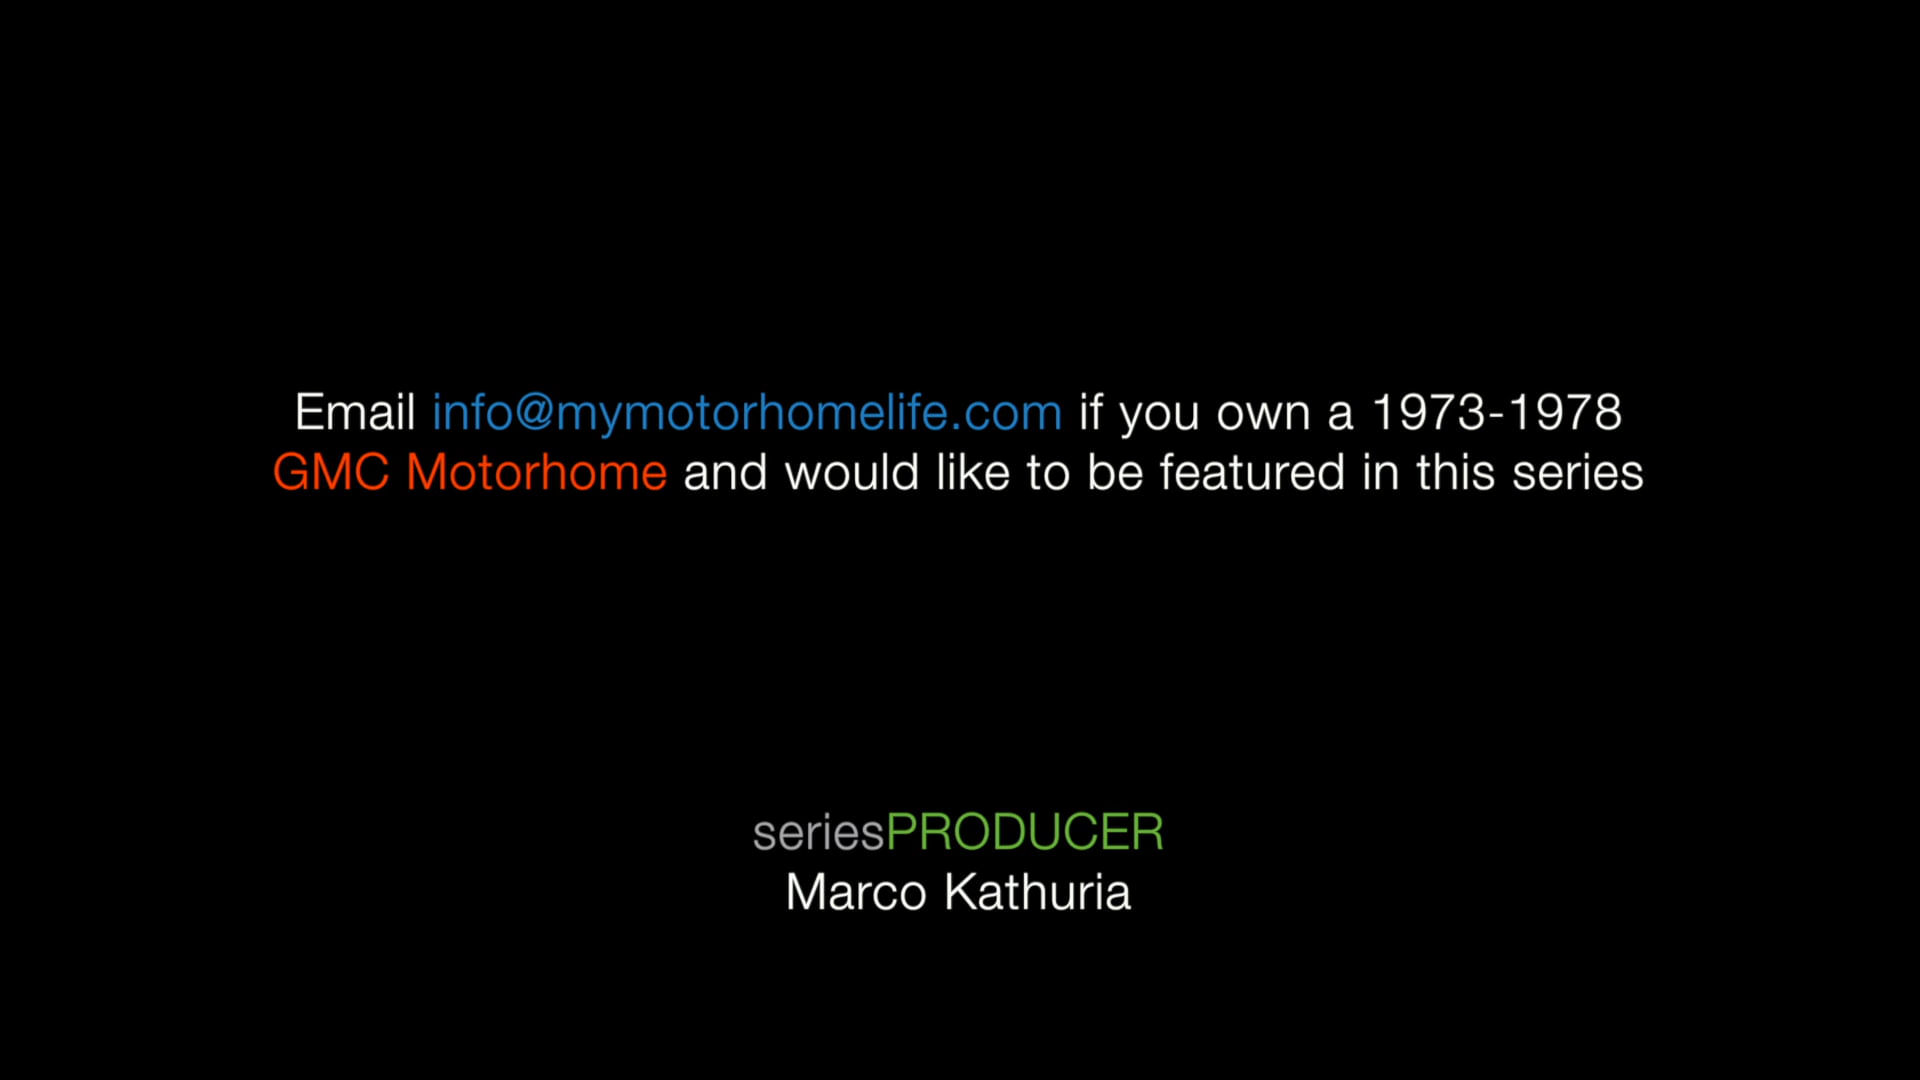 Email info@mymotorhomelife.com if you own a 1973-1978
GMC Motorhome and would like to be featured in this series
seriesPRODUCER
Marco Kathuria